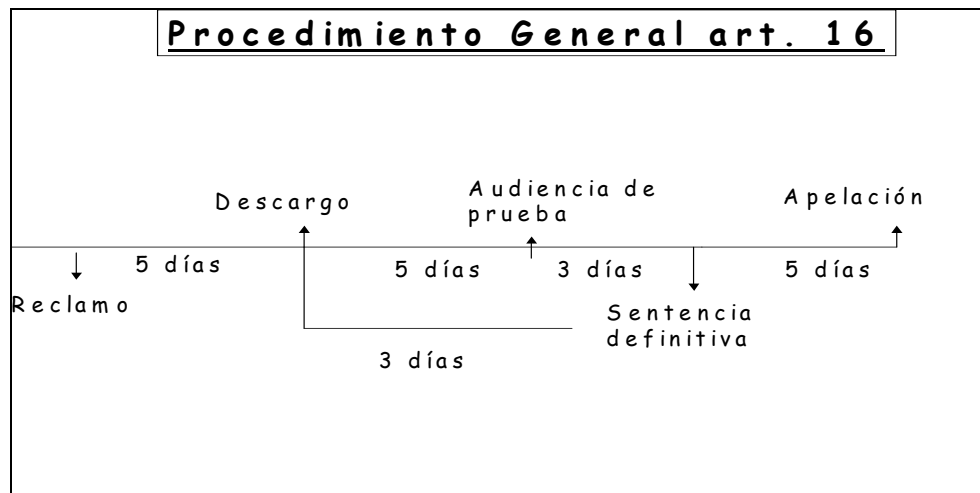 Procedimiento General art. 16
Descargo
Audiencia de
prueba
Apelación
5 días
5 días
3 días
5 días
Reclamo
Sentencia
definitiva
3 días